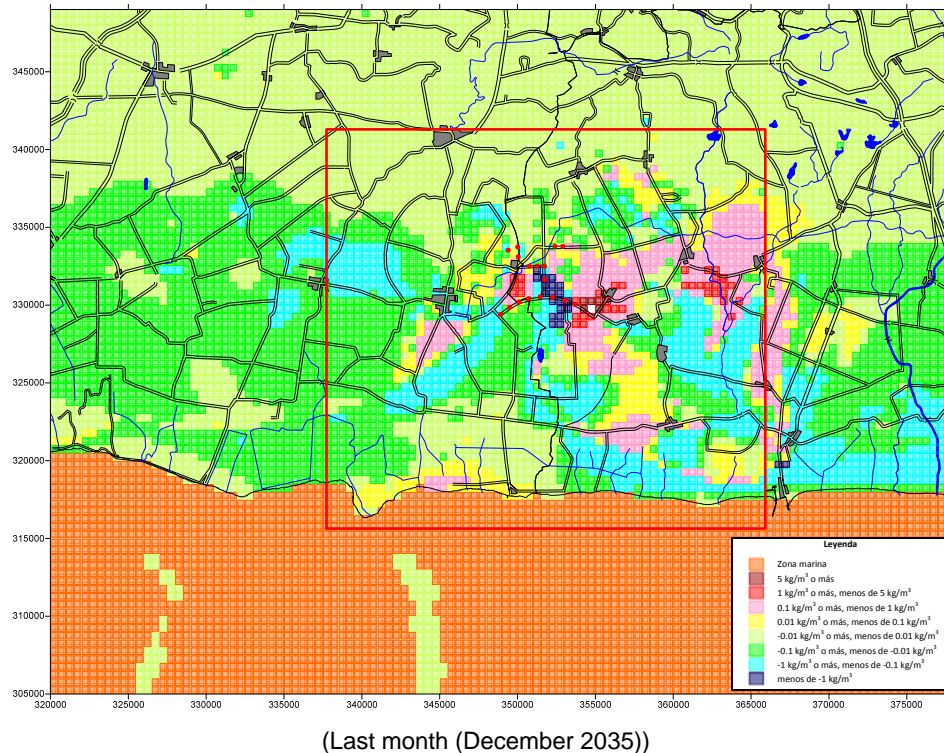 345000
340000
335000
330000
325000
320000
315000
310000
305000
Leyenda
Zona marina
5 kg/m³ o más
1 kg/m³ o más, menos de 5 kg/m³
0.1 kg/m³ o más, menos de 1 kg/m³
0.01 kg/m³ o más, menos de 0.1 kg/m³
-0.01 kg/m³ o más, menos de 0.01 kg/m³
-0.1 kg/m³ o más, menos de -0.01 kg/m³
-1 kg/m³ o más, menos de -0.1 kg/m³
menos de -1 kg/m³
320000 325000 330000 335000 340000 345000 350000 355000 360000 365000 370000 375000
(Last month (December 2035))